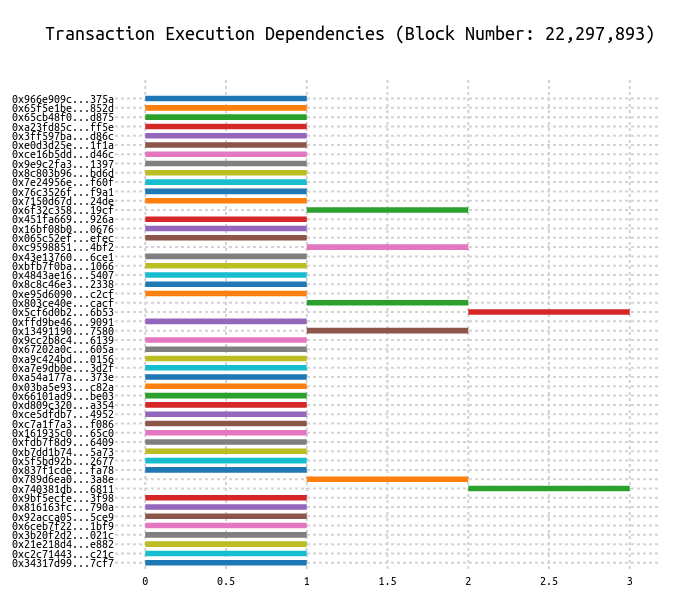 Transaction Execution Dependencies (Block Number: 22,297,893)
0x966e909c...375a
0x65f5e1be...852d
0x65cb48f0...d875
0xa23fd85c...ff5e
0x3ff597ba...d86c
0xe0d3d25e...1f1a
0xce16b5dd...d46c
0x9e9c2fa3...1397
0x8c803b96...bd6d
0x7e24956e...f60f
0x76c3526f...f9a1
0x7150d67d...24de
0x6f32c358...19cf
0x451fa669...926a
0x16bf08b0...0676
0x065c52ef...efec
0xc9598851...4bf2
0x43e13760...6ce1
0xbfb7f0ba...1066
0x4843ae16...5407
0x8c8c46e3...2338
0xe95d6090...c2cf
0x803ce40e...cacf
0x5cf6d0b2...6b53
0xffd9be46...9091
0x13491190...7580
0x9cc2b8c4...6139
0x67202a0c...605a
0xa9c424bd...0156
0xa7e9db0e...3d2f
0xa54a177a...373e
0x03ba5e93...c82a
0x66101ad9...be03
0xd809c320...a354
0xce5dfdb7...4952
0xc7a1f7a3...f086
0x161935c0...65c0
0xfdb7f8d9...6409
0xb7dd1b74...5a73
0x5f5bd92b...2677
0x837f1cde...fa78
0x789d6ea0...3a8e
0x740381db...6811
0x9bf5ecfe...3f98
0x816163fc...790a
0x92acca05...5ce9
0x6ceb7f22...1bf9
0x3b20f2d2...021c
0x21e218d4...e882
0xc2c71443...c21c
0x34317d99...7cf7
0 0.5 1 1.5 2 2.5 3